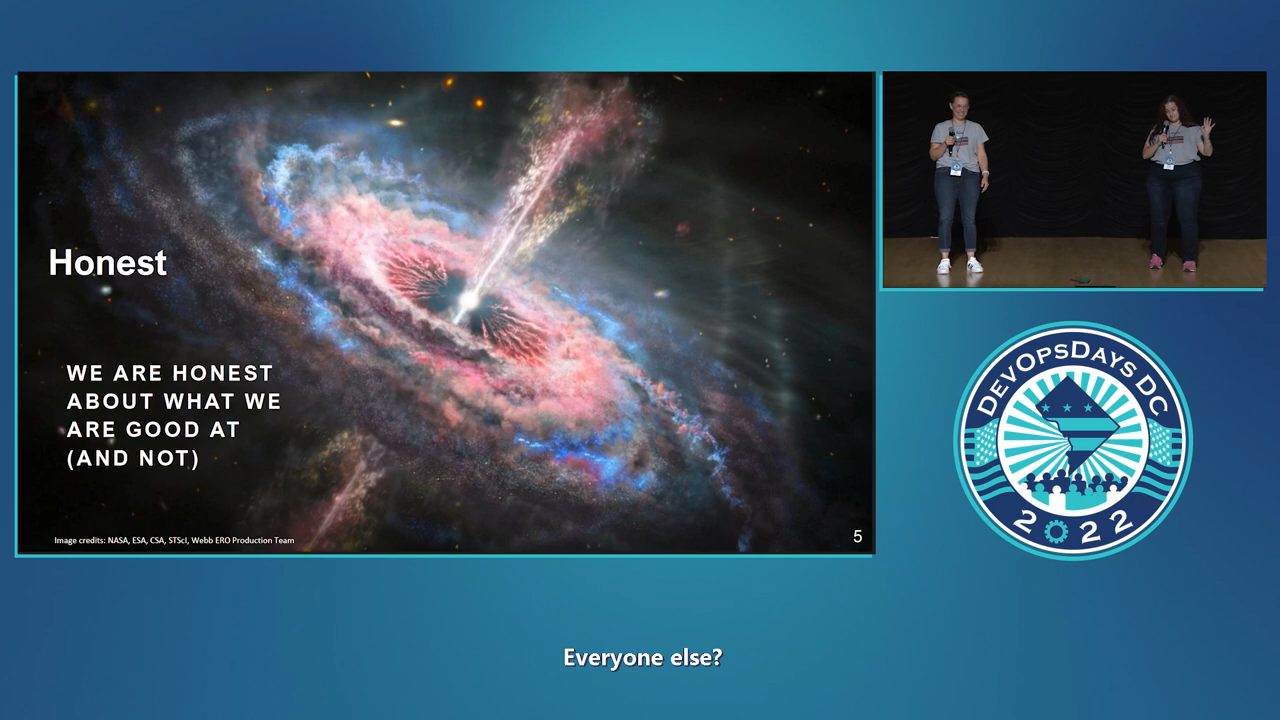 Honest
WE ARE HONEST
ABOUT WHAT WE
ARE GOOD AT
(AND NOT)
Image credits: NASA, ESA, CSA, STScI, Webb ERO Production Team
5
DEVOPSDAYS DC
2022
Everyone else?